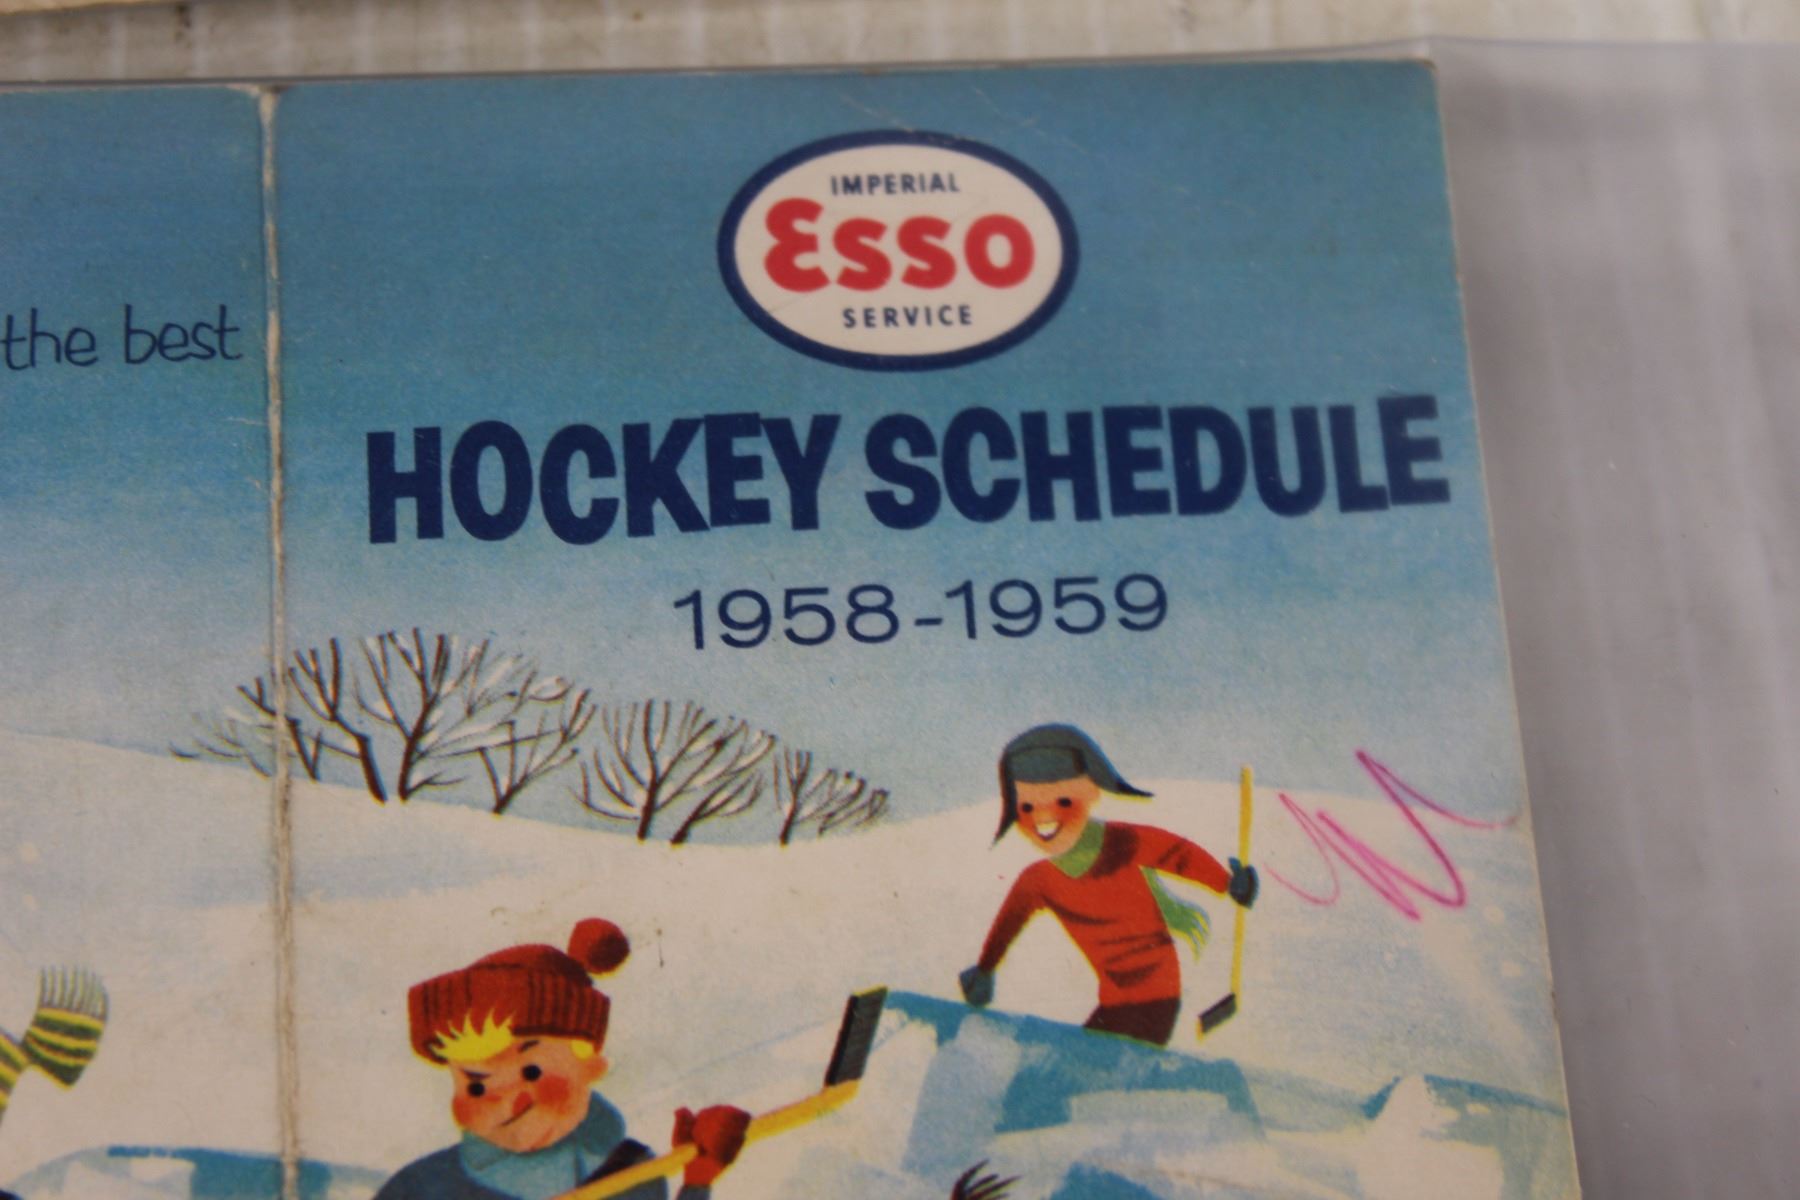 the best
IMPERIAL
Esso
SERVICE
HOCKEY SCHEDULE
1958-1959